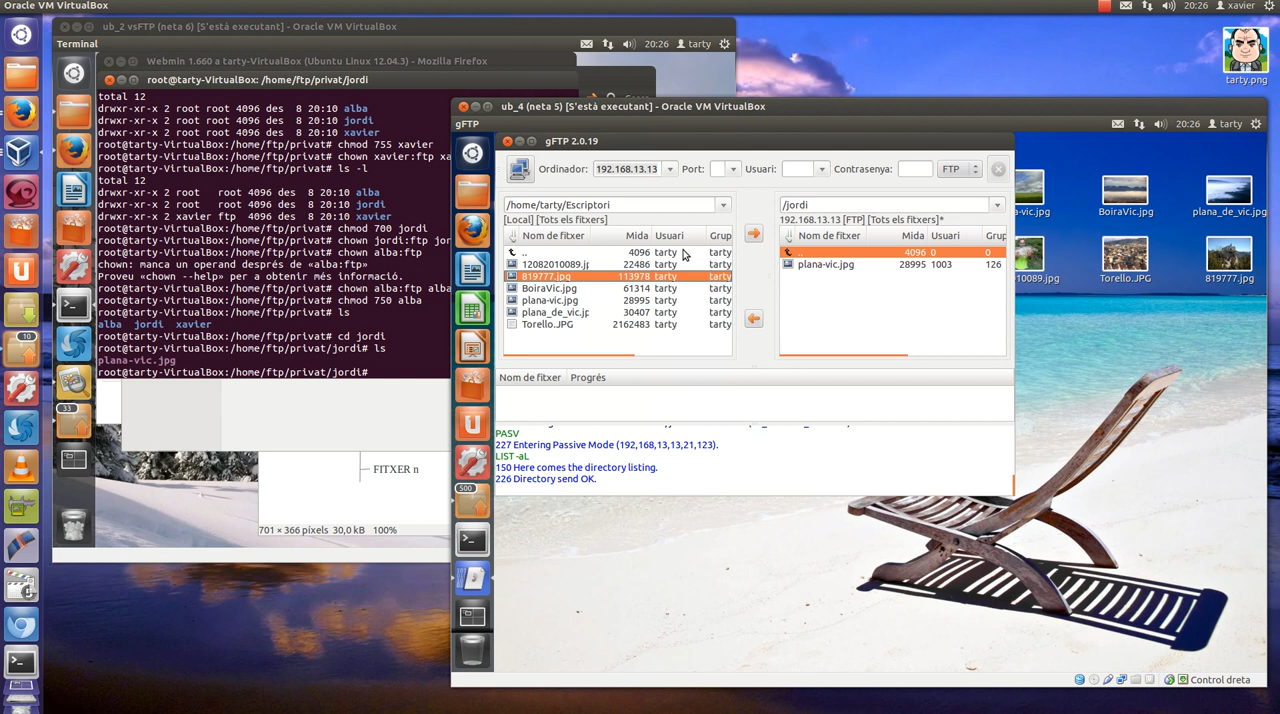 Oracle VM VirtualBox
20:26 xavier
ub_2 vsFTP (neta 6) [S'està executant] - Oracle VM VirtualBox
Terminal
20:26 tarty
Webmin 1.660 a tarty-VirtualBox (Ubuntu Linux 12.04.3) - Mozilla Firefox
root@tarty-VirtualBox: /home/ftp/privat/jordi
total 12
drwxr-xr-x 2 root root 4096 des 8 20:10 alba
drwxr-xr-x 2 root root 4096 des 8 20:10 jordi
drwxr-xr-x 2 root root 4096 des 8 20:10 xavier
root@tarty-VirtualBox:/home/ftp/privat# chmod 755 xavier
root@tarty-VirtualBox:/home/ftp/privat# chown xavier:ftp xa
root@tarty-VirtualBox:/home/ftp/privat# ls -l
total 12
drwxr-xr-x 2 root root 4096 des 8 20:10 alba
drwxr-xr-x 2 root root 4096 des 8 20:10 jordi
drwxr-xr-x 2 xavier ftp 4096 des 8 20:10 xavier
root@tarty-VirtualBox:/home/ftp/privat# chmod 700 jordi
root@tarty-VirtualBox:/home/ftp/privat# chown jordi:ftp jor
root@tarty-VirtualBox:/home/ftp/privat# chown alba:ftp
chown: manca un operand després de «alba:ftp»
Proveu «chown --help» per a obtenir més informació.
root@tarty-VirtualBox:/home/ftp/privat# chown alba:ftp alba
root@tarty-VirtualBox:/home/ftp/privat# chmod 750 alba
root@tarty-VirtualBox:/home/ftp/privat# ls
alba jordi xavier
root@tarty-VirtualBox:/home/ftp/privat# cd jordi
root@tarty-VirtualBox:/home/ftp/privat/jordi# ls
plana-vic.jpg
root@tarty-VirtualBox:/home/ftp/privat/jordi#
FITXER n
701 × 366 píxels 30,0 kB 100%
10
33
ub_4 (neta 5) [S'està executant] - Oracle VM VirtualBox
gFTP
20:26 tarty
gFTP 2.0.19
Ordinador: 192.168.13.13 Port: Usuari: Contrasenya: FTP
/home/tarty/Escriptori
[Local] [Tots els fitxers]
Nom de fitxer Mida Usuari Grup
.. 4096 tarty tarty
12082010089.jp 22486 tarty tarty
819777.jpg 113978 tarty tarty
BoiraVic.jpg 61314 tarty tarty
plana-vic.jpg 28995 tarty tarty
plana_de_vic.jp 30407 tarty tarty
Torello.JPG 2162483 tarty tarty
/jordi
192.168.13.13 [FTP] [Tots els fitxers]*
Nom de fitxer Mida Usuari Grup
.. 4096 0 0
plana-vic.jpg 28995 1003 126
Nom de fitxer Progrés
PASV
227 Entering Passive Mode (192,168,13,13,21,123).
LIST -aL
150 Here comes the directory listing.
226 Directory send OK.
500
tarty.png
a-vic.jpg
BoiraVic.jpg
plana_de_vic.jpg
0089.jpg
Torello.JPG
819777.jpg
Control dreta